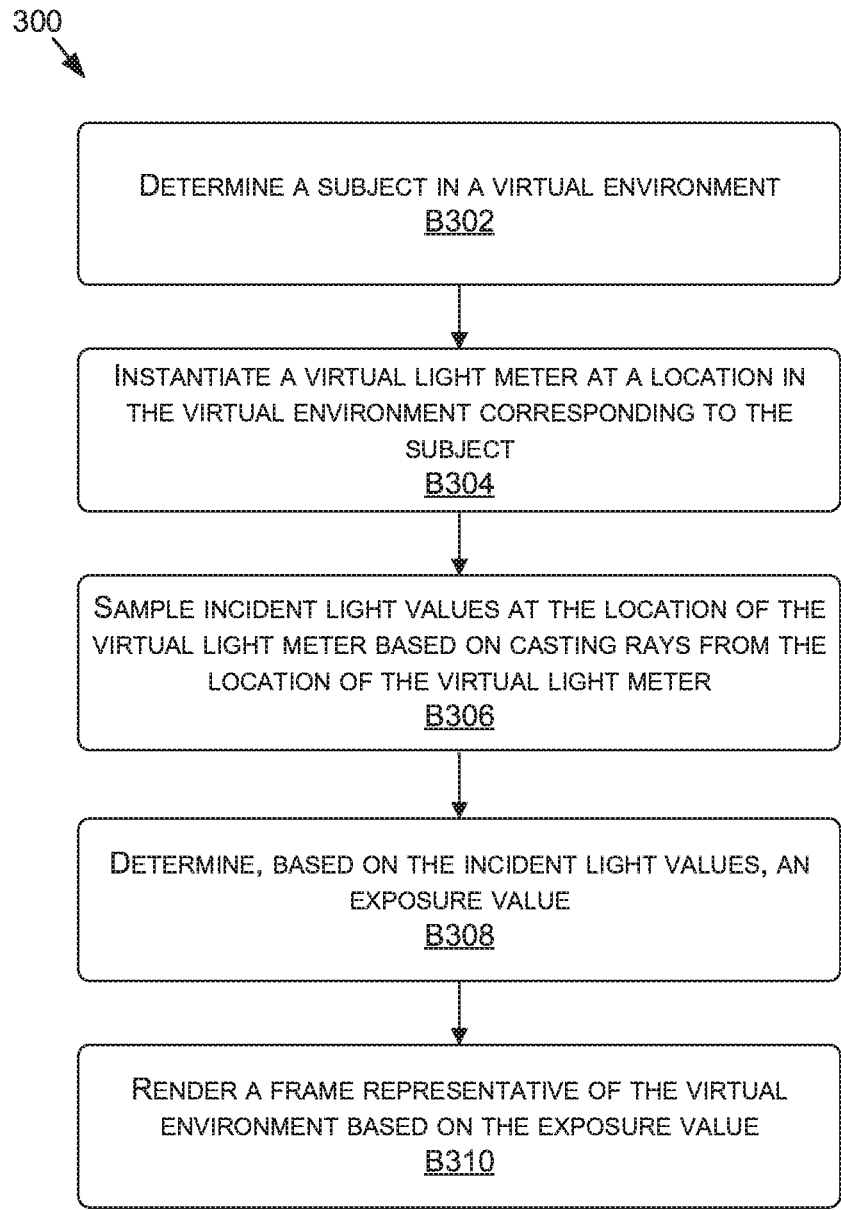 300
DETERMINE A SUBJECT IN A VIRTUAL ENVIRONMENT
B302
INSTANTIATE A VIRTUAL LIGHT METER AT A LOCATION IN
THE VIRTUAL ENVIRONMENT CORRESPONDING TO THE
SUBJECT
B304
SAMPLE INCIDENT LIGHT VALUES AT THE LOCATION OF THE
VIRTUAL LIGHT METER BASED ON CASTING RAYS FROM THE
LOCATION OF THE VIRTUAL LIGHT METER
B306
DETERMINE, BASED ON THE INCIDENT LIGHT VALUES, AN
EXPOSURE VALUE
B308
RENDER A FRAME REPRESENTATIVE OF THE VIRTUAL
ENVIRONMENT BASED ON THE EXPOSURE VALUE
B310